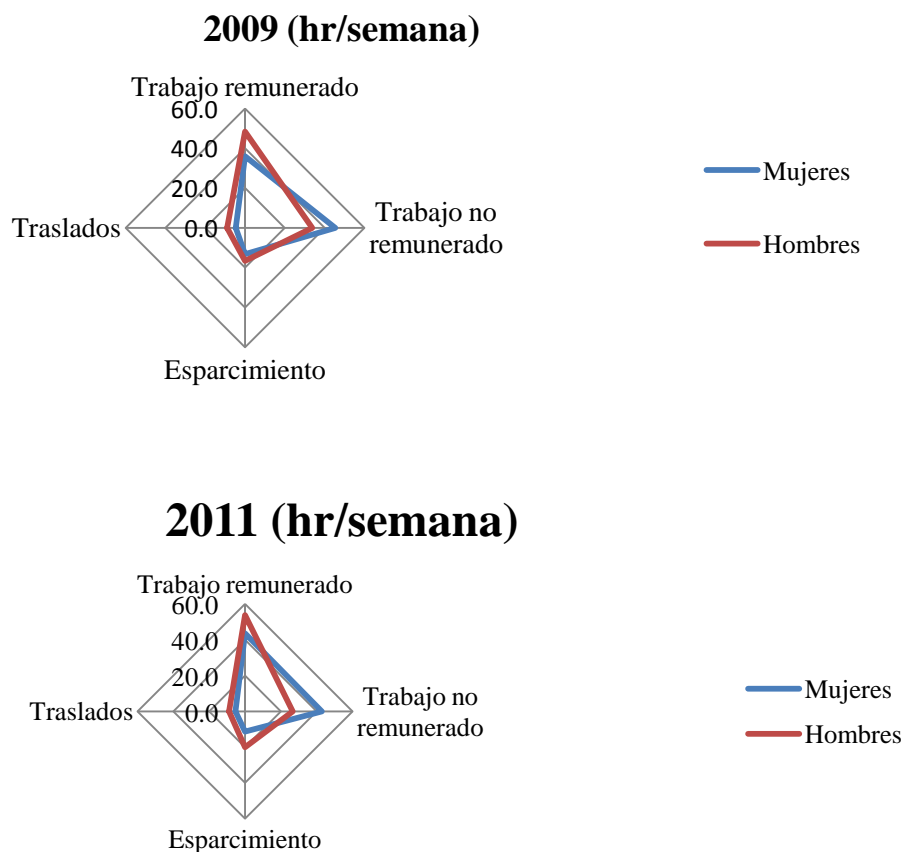 2009 (hr/semana)
Trabajo remunerado
60.0
40.0
20.0
0.0
Traslados
Trabajo no
remunerado
Esparcimiento
Mujeres
Hombres
2011 (hr/semana)
Trabajo remunerado
60.0
40.0
20.0
0.0
Traslados
Trabajo no
remunerado
Esparcimiento
Mujeres
Hombres